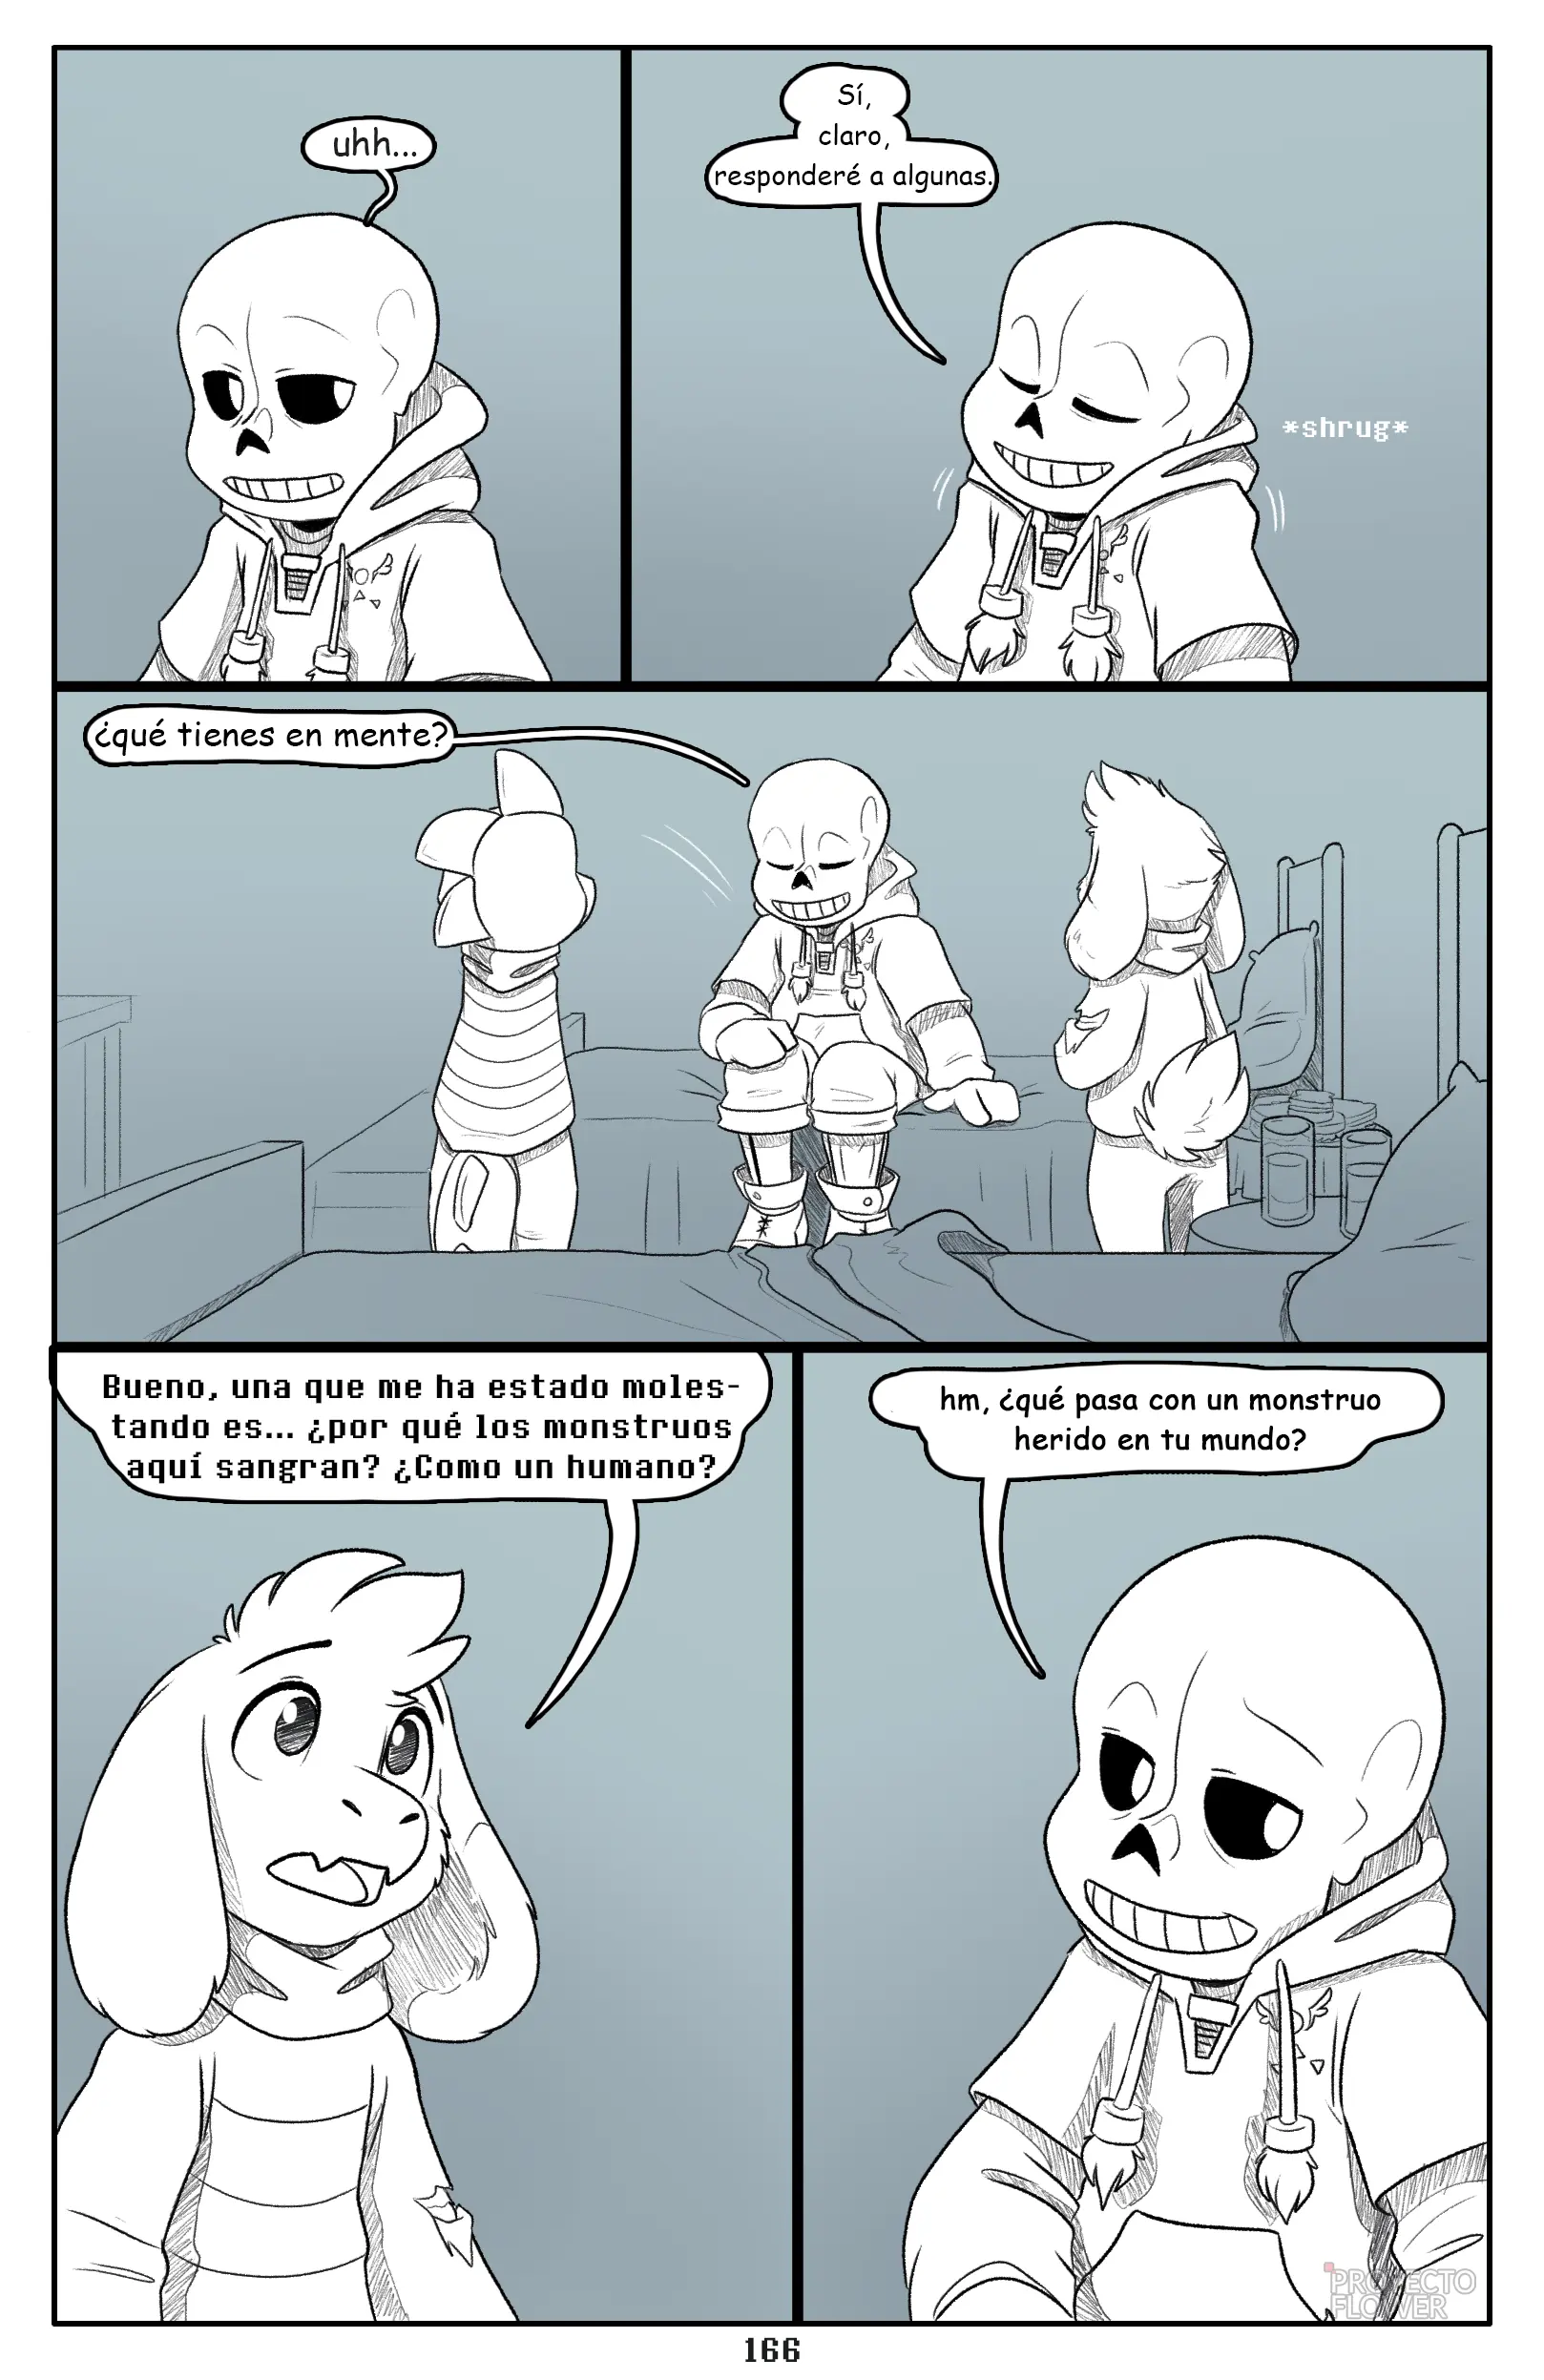 uhh...
Sí,
claro,
responderé a algunas.
*shrug*
¿qué tienes en mente?
Bueno, una que me ha estado moles-
tando es... ¿por qué los monstruos
aquí sangran? ¿Como un humano?
hm, ¿qué pasa con un monstruo
herido en tu mundo?
PROYECTO
FLOWER
166